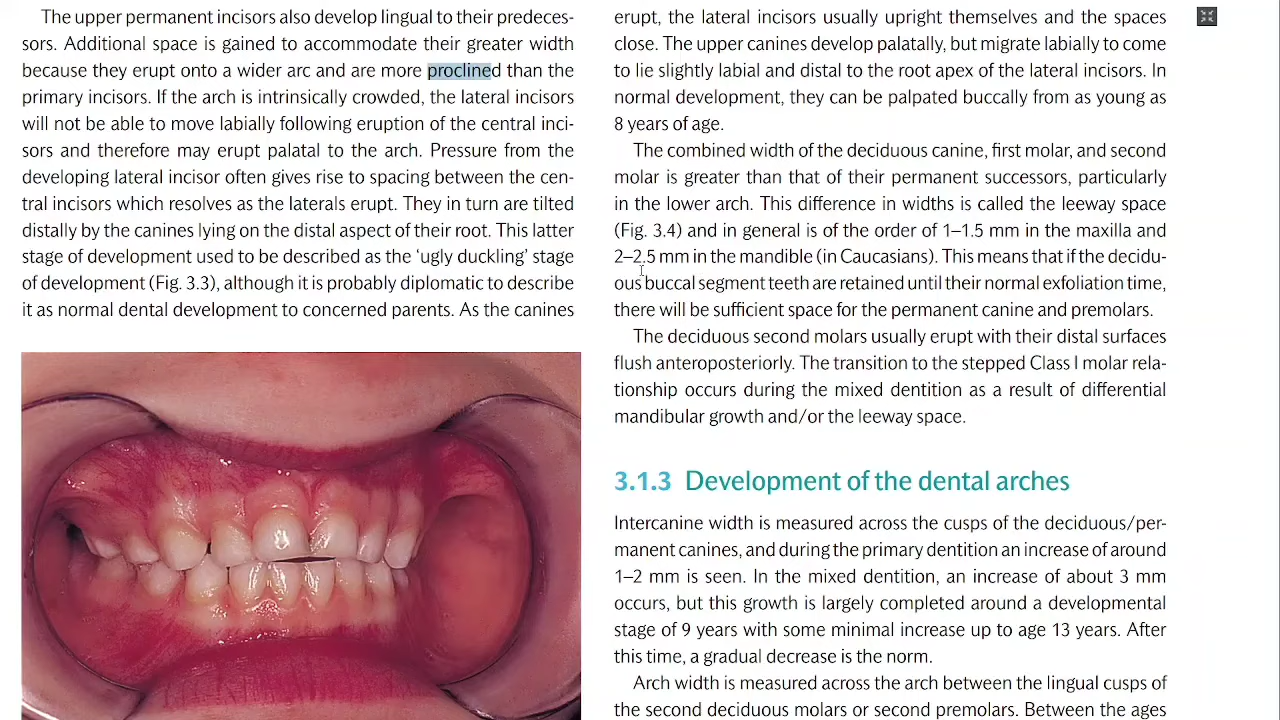 The upper permanent incisors also develop lingual to their predeces-
sors. Additional space is gained to accommodate their greater width
because they erupt onto a wider arc and are more proclined than the
primary incisors. If the arch is intrinsically crowded, the lateral incisors
will not be able to move labially following eruption of the central inci-
sors and therefore may erupt palatal to the arch. Pressure from the
developing lateral incisor often gives rise to spacing between the cen-
tral incisors which resolves as the laterals erupt. They in turn are tilted
distally by the canines lying on the distal aspect of their root. This latter
stage of development used to be described as the ‘ugly duckling’ stage
of development (Fig. 3.3), although it is probably diplomatic to describe
it as normal dental development to concerned parents. As the canines
erupt, the lateral incisors usually upright themselves and the spaces
close. The upper canines develop palatally, but migrate labially to come
to lie slightly labial and distal to the root apex of the lateral incisors. In
normal development, they can be palpated buccally from as young as
8 years of age.
The combined width of the deciduous canine, first molar, and second
molar is greater than that of their permanent successors, particularly
in the lower arch. This difference in widths is called the leeway space
(Fig. 3.4) and in general is of the order of 1–1.5 mm in the maxilla and
2–2.5 mm in the mandible (in Caucasians). This means that if the decidu-
ous buccal segment teeth are retained until their normal exfoliation time,
there will be sufficient space for the permanent canine and premolars.
The deciduous second molars usually erupt with their distal surfaces
flush anteroposteriorly. The transition to the stepped Class I molar rela-
tionship occurs during the mixed dentition as a result of differential
mandibular growth and/or the leeway space.
3.1.3 Development of the dental arches
Intercanine width is measured across the cusps of the deciduous/per-
manent canines, and during the primary dentition an increase of around
1–2 mm is seen. In the mixed dentition, an increase of about 3 mm
occurs, but this growth is largely completed around a developmental
stage of 9 years with some minimal increase up to age 13 years. After
this time, a gradual decrease is the norm.
Arch width is measured across the arch between the lingual cusps of
the second deciduous molars or second premolars. Between the ages